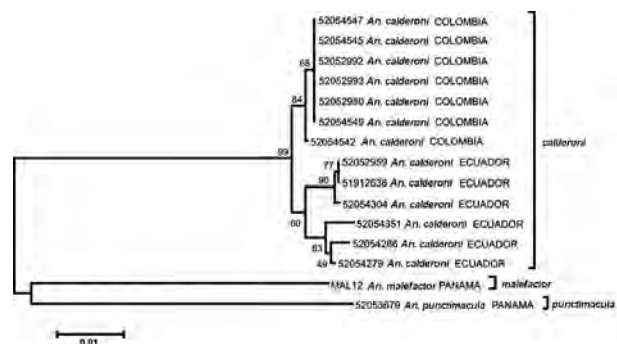 52054547 An. calderoni COLOMBIA
52054545 An. calderoni COLOMBIA
52052992 An. calderoni COLOMBIA
68
52052993 An. calderoni COLOMBIA
84
52052980 An. calderoni COLOMBIA
52054549 An. calderoni COLOMBIA
52054542 An. calderoni COLOMBIA
calderoni
99
77
52052959 An. calderoni ECUADOR
90
51912638 An. calderoni ECUADOR
52054304 An. calderoni ECUADOR
60
52054351 An. calderoni ECUADOR
63
52054286 An. calderoni ECUADOR
49
52054279 An. calderoni ECUADOR
MAL12 An. malefactor PANAMA malefactor
52053679 An. punctimacula PANAMA punctimacula
0.01